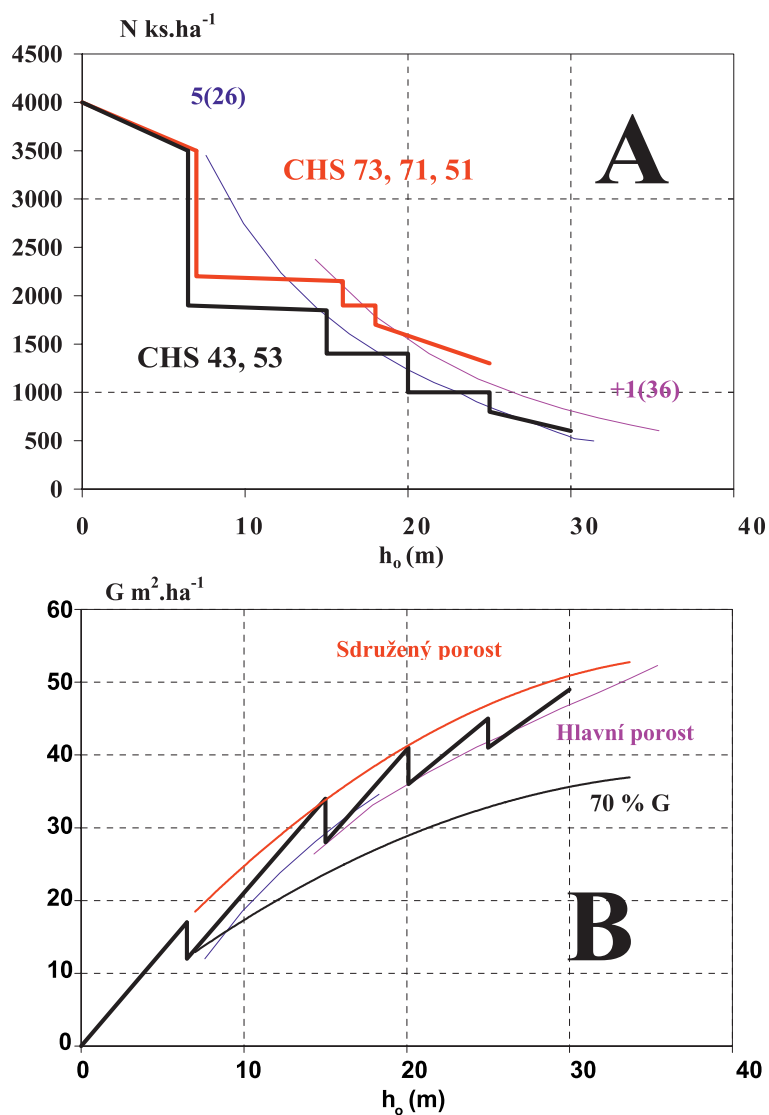 N ks.ha⁻¹
4500
4000
3500
3000
2500
2000
1500
1000
500
0
5(26)
CHS 73, 71, 51
A
CHS 43, 53
+1(36)
0 10 20 30 40
hₒ (m)
G m².ha⁻¹
60
50
40
30
20
10
0
Sdružený porost
Hlavní porost
70 % G
B
0 10 20 30 40
hₒ (m)